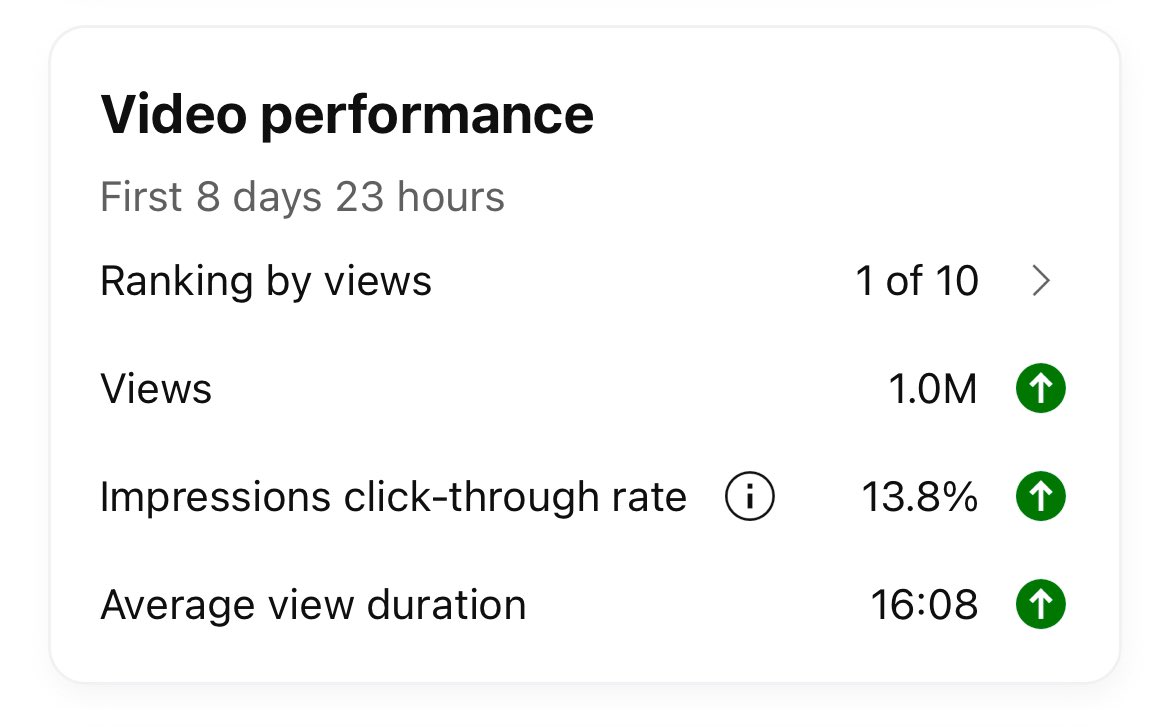 Video performance
First 8 days 23 hours
Ranking by views 1 of 10
Views 1.0M
Impressions click-through rate 13.8%
Average view duration 16:08